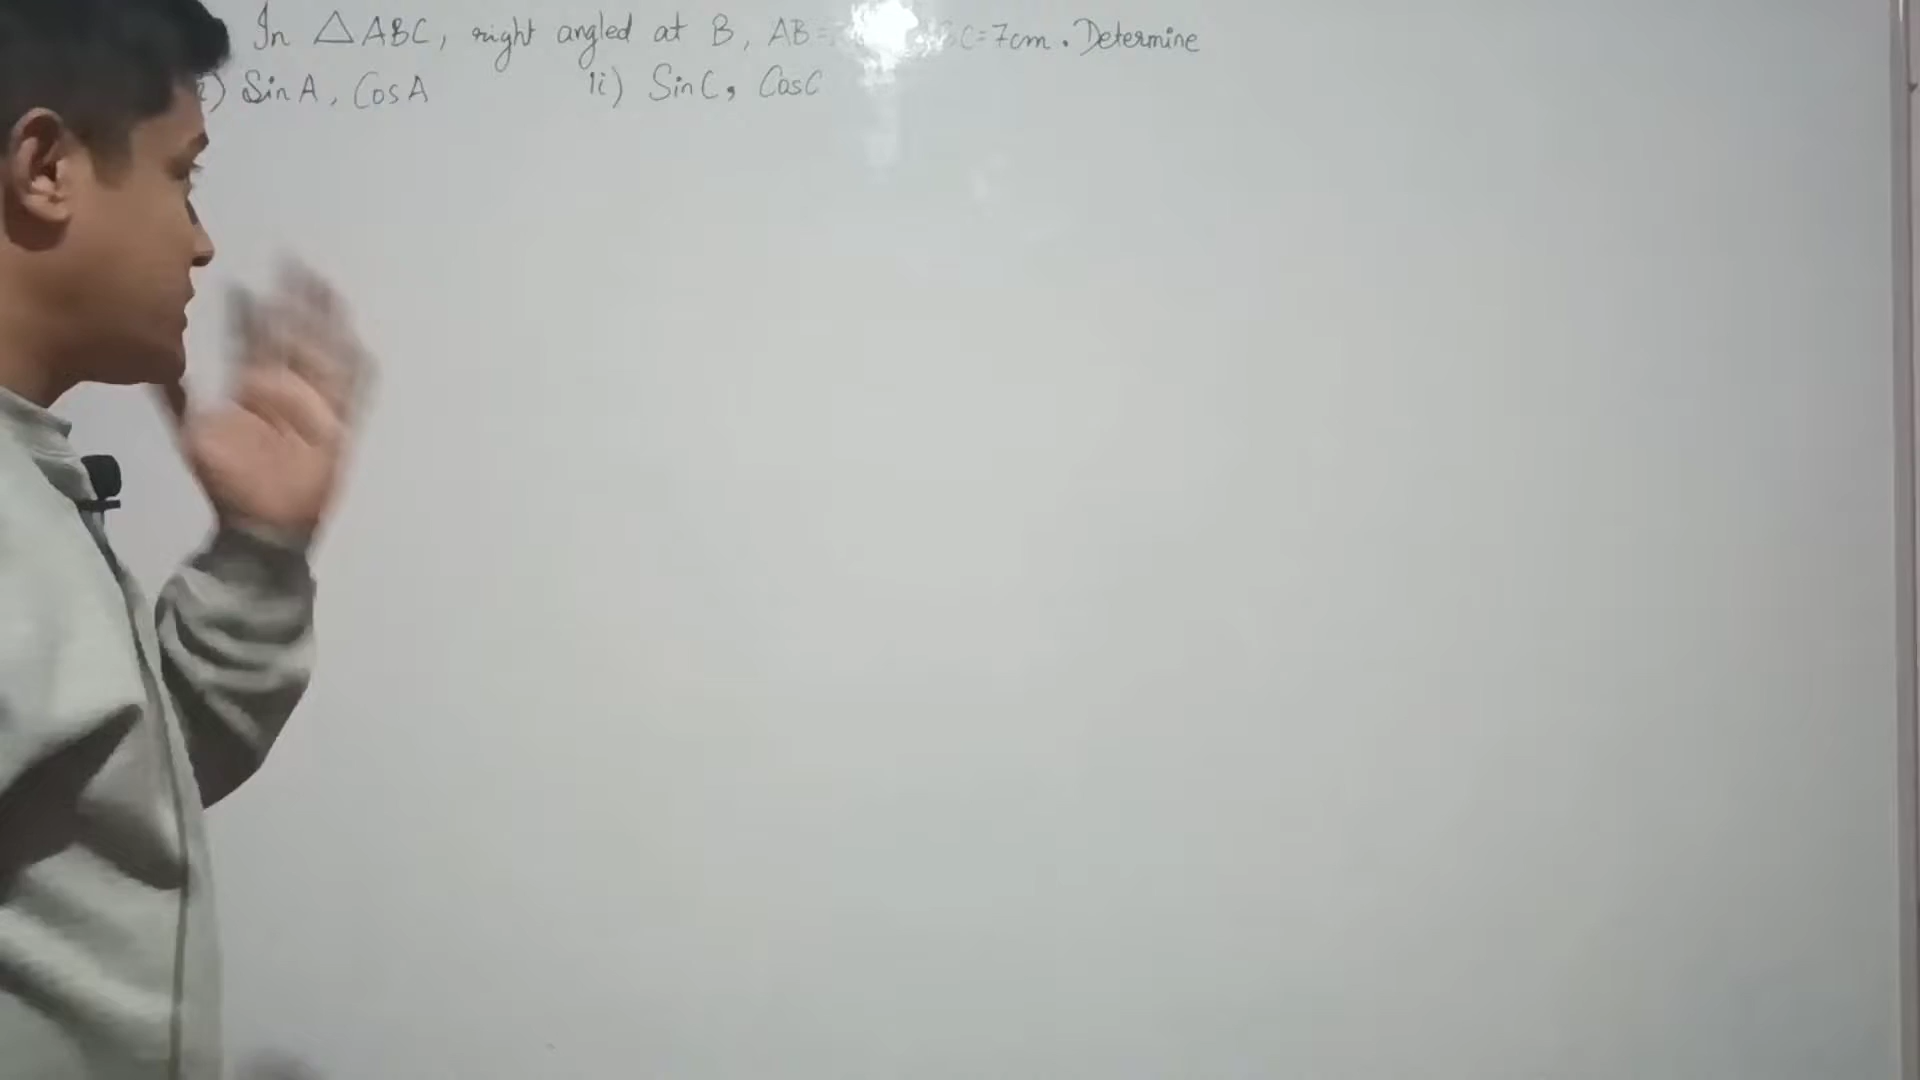 In △ABC, right angled at B, AB= C=7cm. Determine
i) Sin A, Cos A ii) Sin C, Cos C